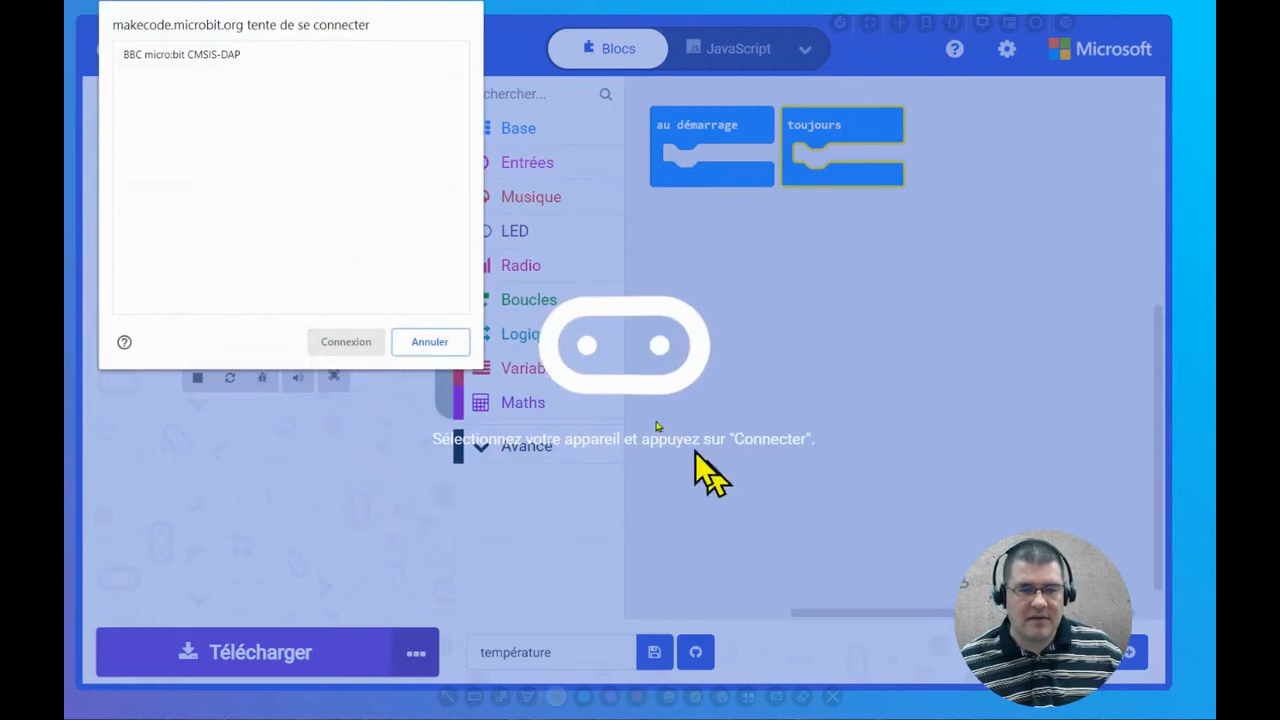 makecode.microbit.org tente de se connecter
BBC micro:bit CMSIS-DAP
Connexion
Annuler
Blocs
JavaScript
Microsoft
chercher...
Base
Entrées
Musique
LED
Radio
Boucles
Logiq
Variab
Maths
Avancé
au démarrage
toujours
Sélectionnez votre appareil et appuyez sur "Connecter".
Télécharger
température